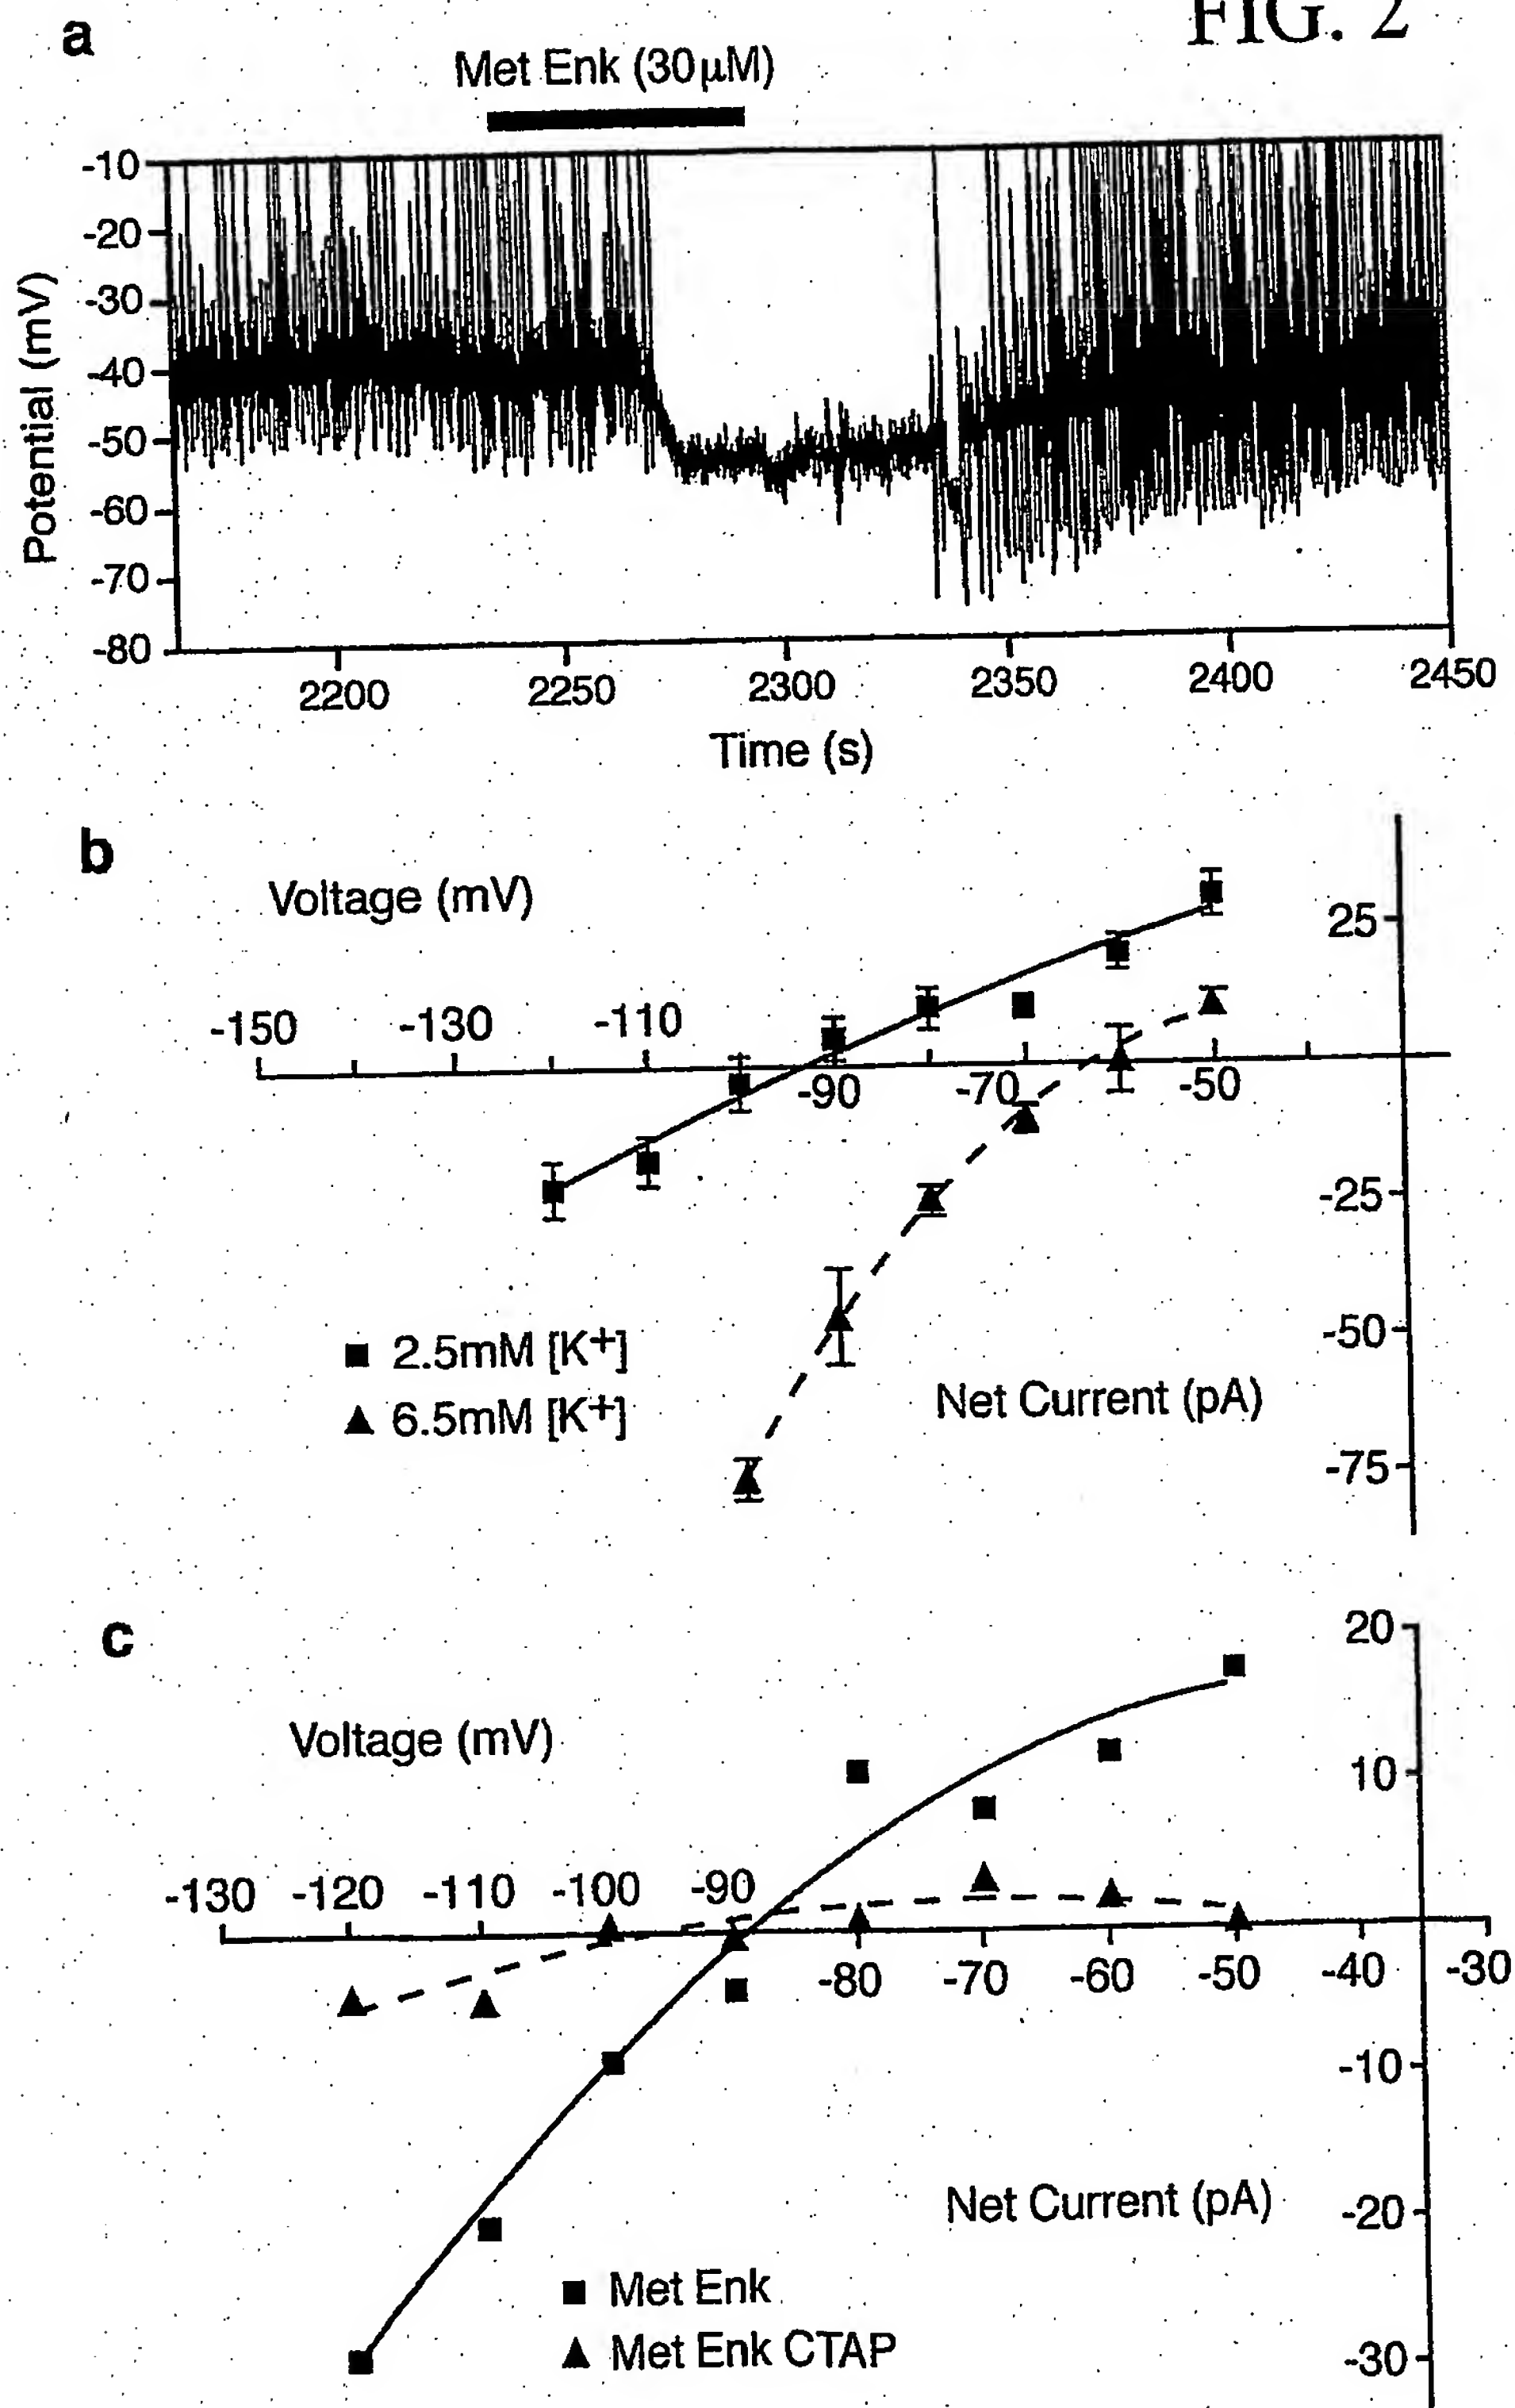 FIG. 2
a
Met Enk (30 µM)
-10
-20
-30
-40
-50
-60
-70
-80
Potential (mV)
2200 2250 2300 2350 2400 2450
Time (s)
b
Voltage (mV)
25
-150 -130 -110
-90 -70 -50
-25
-50
-75
■ 2.5mM [K+]
▲ 6.5mM [K+]
Net Current (pA)
c
20
Voltage (mV)
10
-130 -120 -110 -100 -90
-80 -70 -60 -50 -40 -30
-10
Net Current (pA)
-20
■ Met Enk
▲ Met Enk CTAP
-30